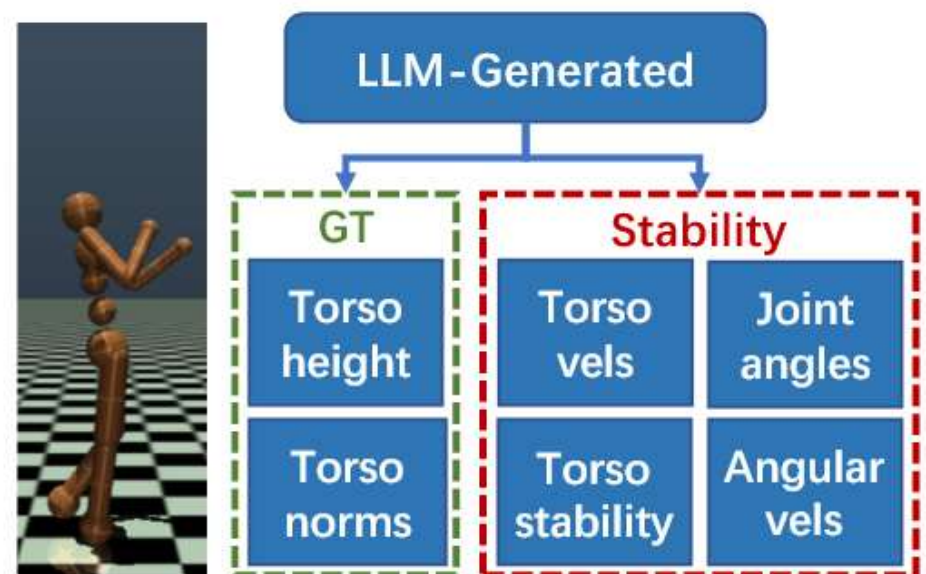 LLM-Generated
GT
Stability
Torso
height
Torso
vels
Joint
angles
Torso
norms
Torso
stability
Angular
vels